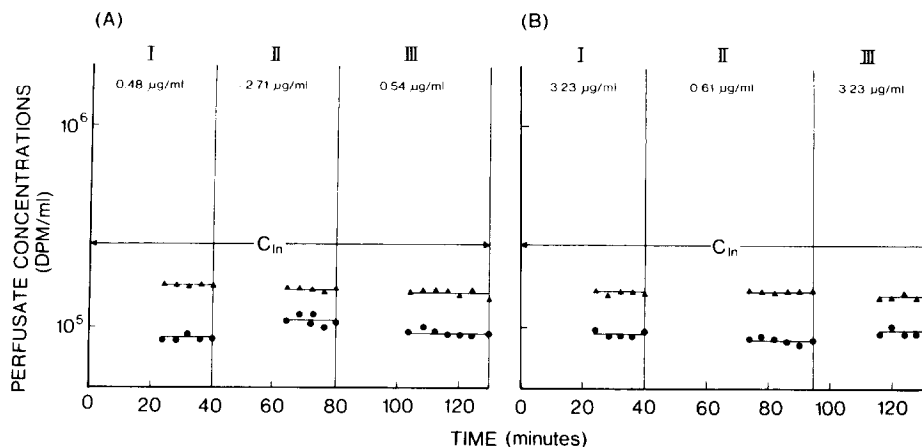 (A)
(B)
I II III
I II III
0.48 µg/ml 2.71 µg/ml 0.54 µg/ml
3.23 µg/ml 0.61 µg/ml 3.23 µg/ml
PERFUSATE CONCENTRATIONS
(DPM/ml)
10⁶
C_In
C_In
10⁵
0 20 40 60 80 100 120
0 20 40 60 80 100 120
TIME (minutes)